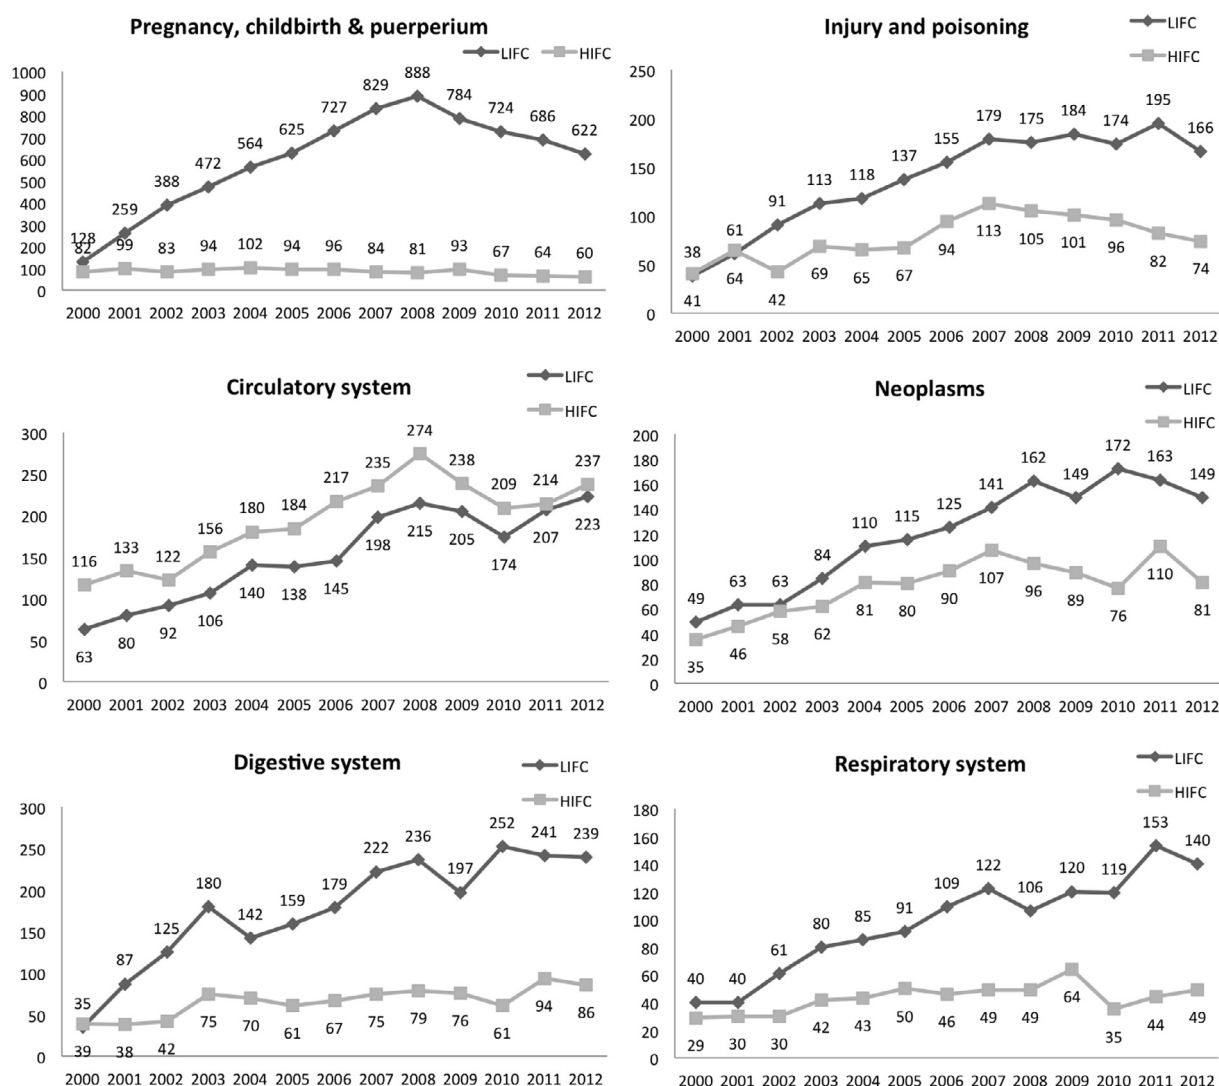 Pregnancy, childbirth & puerperium
LIFC HIFC
1000
900
800
700
600
500
400
300
200
100
0
128 259 388 472 564 625 727 829 888 784 724 686 622
82 99 83 94 102 94 96 84 81 93 67 64 60
2000 2001 2002 2003 2004 2005 2006 2007 2008 2009 2010 2011 2012
Injury and poisoning
LIFC
HIFC
250
200
150
100
50
0
38 61 91 113 118 137 155 179 175 184 174 195 166
41 64 42 69 65 67 94 113 105 101 96 82 74
2000 2001 2002 2003 2004 2005 2006 2007 2008 2009 2010 2011 2012
Circulatory system
LIFC
HIFC
300
250
200
150
100
50
0
116 133 122 156 180 184 217 235 274 238 209 214 237
63 80 92 106 140 138 145 198 215 205 174 207 223
2000 2001 2002 2003 2004 2005 2006 2007 2008 2009 2010 2011 2012
Neoplasms
LIFC
HIFC
200
180
160
140
120
100
80
60
40
20
0
49 63 63 84 110 115 125 141 162 149 172 163 149
35 46 58 62 81 80 90 107 96 89 76 110 81
2000 2001 2002 2003 2004 2005 2006 2007 2008 2009 2010 2011 2012
Digestive system
LIFC
HIFC
300
250
200
150
100
50
0
35 87 125 180 142 159 179 222 236 197 252 241 239
39 38 42 75 70 61 67 75 79 76 61 94 86
2000 2001 2002 2003 2004 2005 2006 2007 2008 2009 2010 2011 2012
Respiratory system
LIFC
HIFC
180
160
140
120
100
80
60
40
20
0
40 40 61 80 85 91 109 122 106 120 119 153 140
29 30 30 42 43 50 46 49 49 64 35 44 49
2000 2001 2002 2003 2004 2005 2006 2007 2008 2009 2010 2011 2012